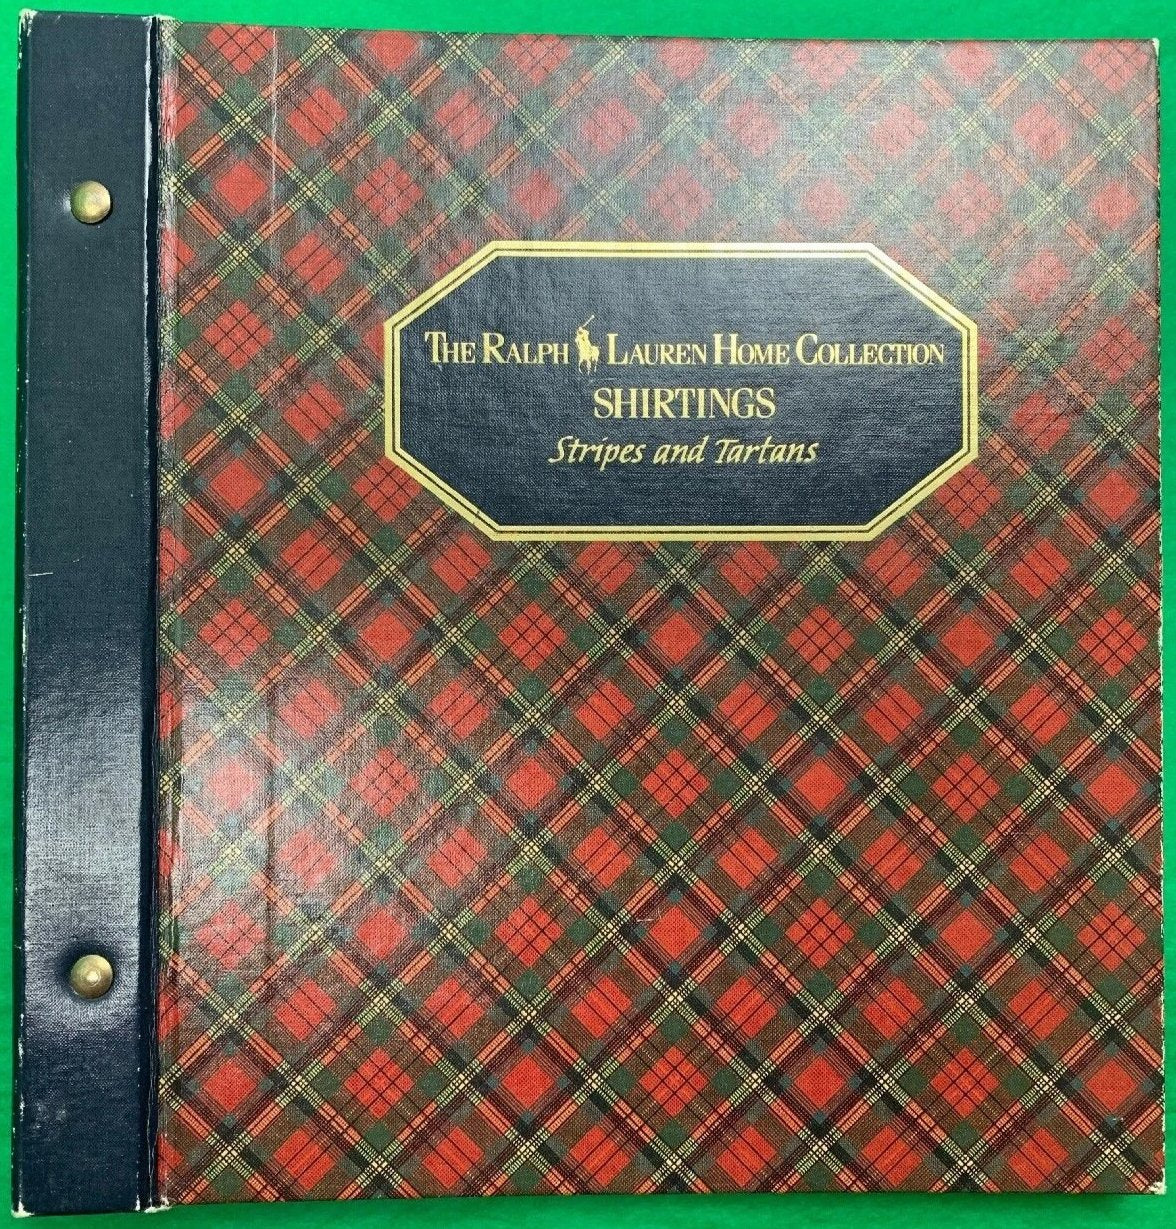 THE RALPH LAUREN HOME COLLECTION
SHIRTINGS
Stripes and Tartans